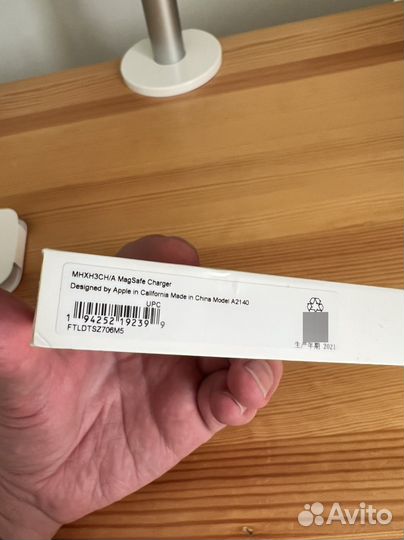 MHXH3CH/A MagSafe Charger
Designed by Apple in California Made in China Model A2140
UPC
1 94252 19239 9
FTLDTSZ706M5
生产年期 2021
Avito